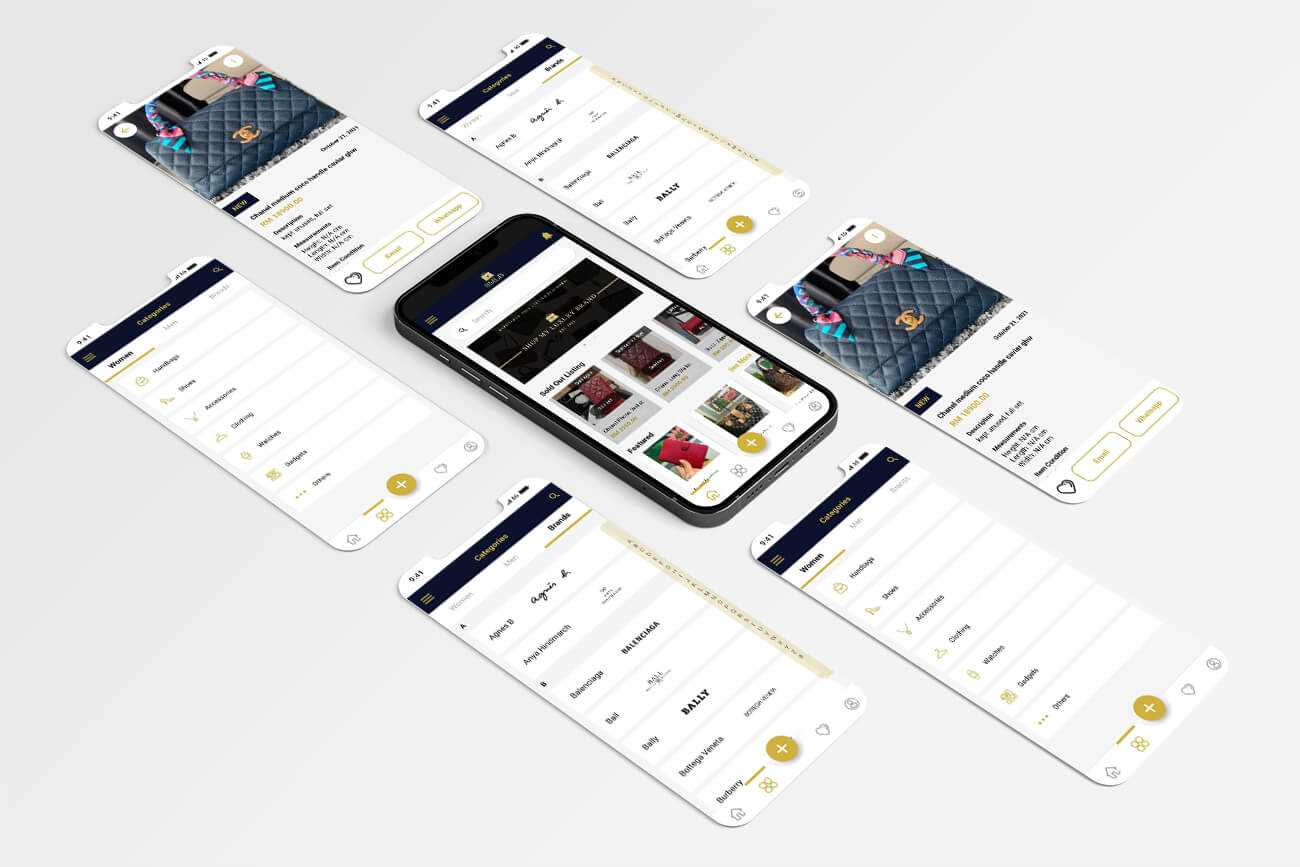 9:41
October 21, 2021
NEW
Chanel medium coco handle caviar ghw
RM 18900.00
Description
kept unused, full set
Measurements
Height: N/A cm
Length: N/A cm
Width: N/A cm
Item Condition
Email
Whatsapp
9:41
Categories
Women
Men
Brands
A
Agnes B
agnès b.
Anya Hindmarch
B
Balenciaga
BALENCIAGA
Bali
Bally
BALLY
Bottega Veneta
BOTTEGA VENETA
Burberry
9:41
Categories
Women
Men
Brands
Handbags
Shoes
Accessories
Clothing
Watches
Gadgets
Others
Search
SHOP MY LUXURY BRAND
Sold Out Listing
See More
Featured
9:41
October 21, 2021
NEW
Chanel medium coco handle caviar ghw
RM 18900.00
Description
kept unused, full set
Measurements
Height: N/A cm
Length: N/A cm
Width: N/A cm
Item Condition
Email
Whatsapp
9:41
Categories
Women
Men
Brands
A
Agnes B
agnès b.
Anya Hindmarch
B
Balenciaga
BALENCIAGA
Bali
Bally
BALLY
Bottega Veneta
BOTTEGA VENETA
Burberry
9:41
Categories
Women
Men
Brands
Handbags
Shoes
Accessories
Clothing
Watches
Gadgets
Others